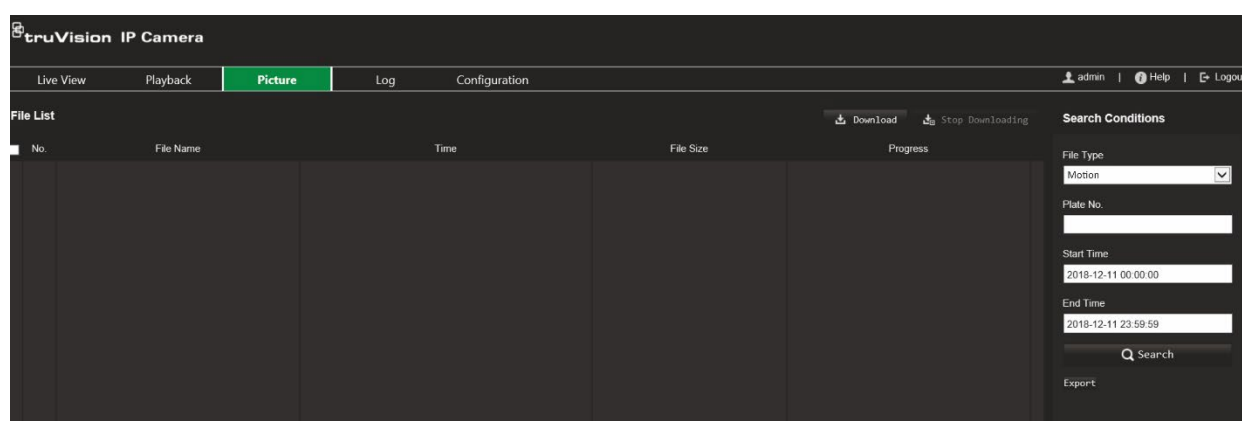 truVision IP Camera
Live View Playback Picture Log Configuration admin | Help | Logou
File List Download Stop Downloading Search Conditions
No. File Name Time File Size Progress
File Type
Motion
Plate No.
Start Time
2018-12-11 00:00:00
End Time
2018-12-11 23:59:59
Search
Export